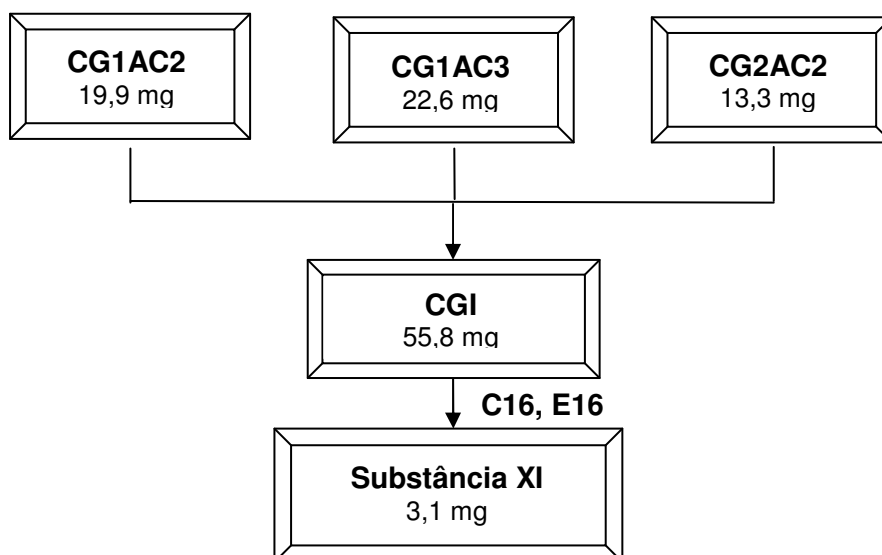 CG1AC2
19,9 mg
CG1AC3
22,6 mg
CG2AC2
13,3 mg
CGI
55,8 mg
C16, E16
Substância XI
3,1 mg